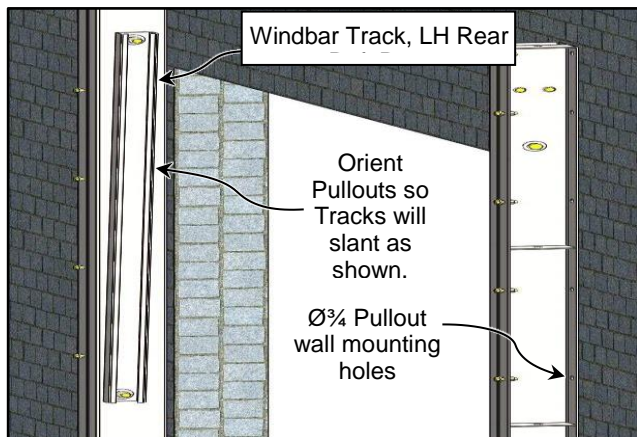 Windbar Track, LH Rear
Orient
Pullouts so
Tracks will
slant as
shown.
Ø¾ Pullout
wall mounting
holes